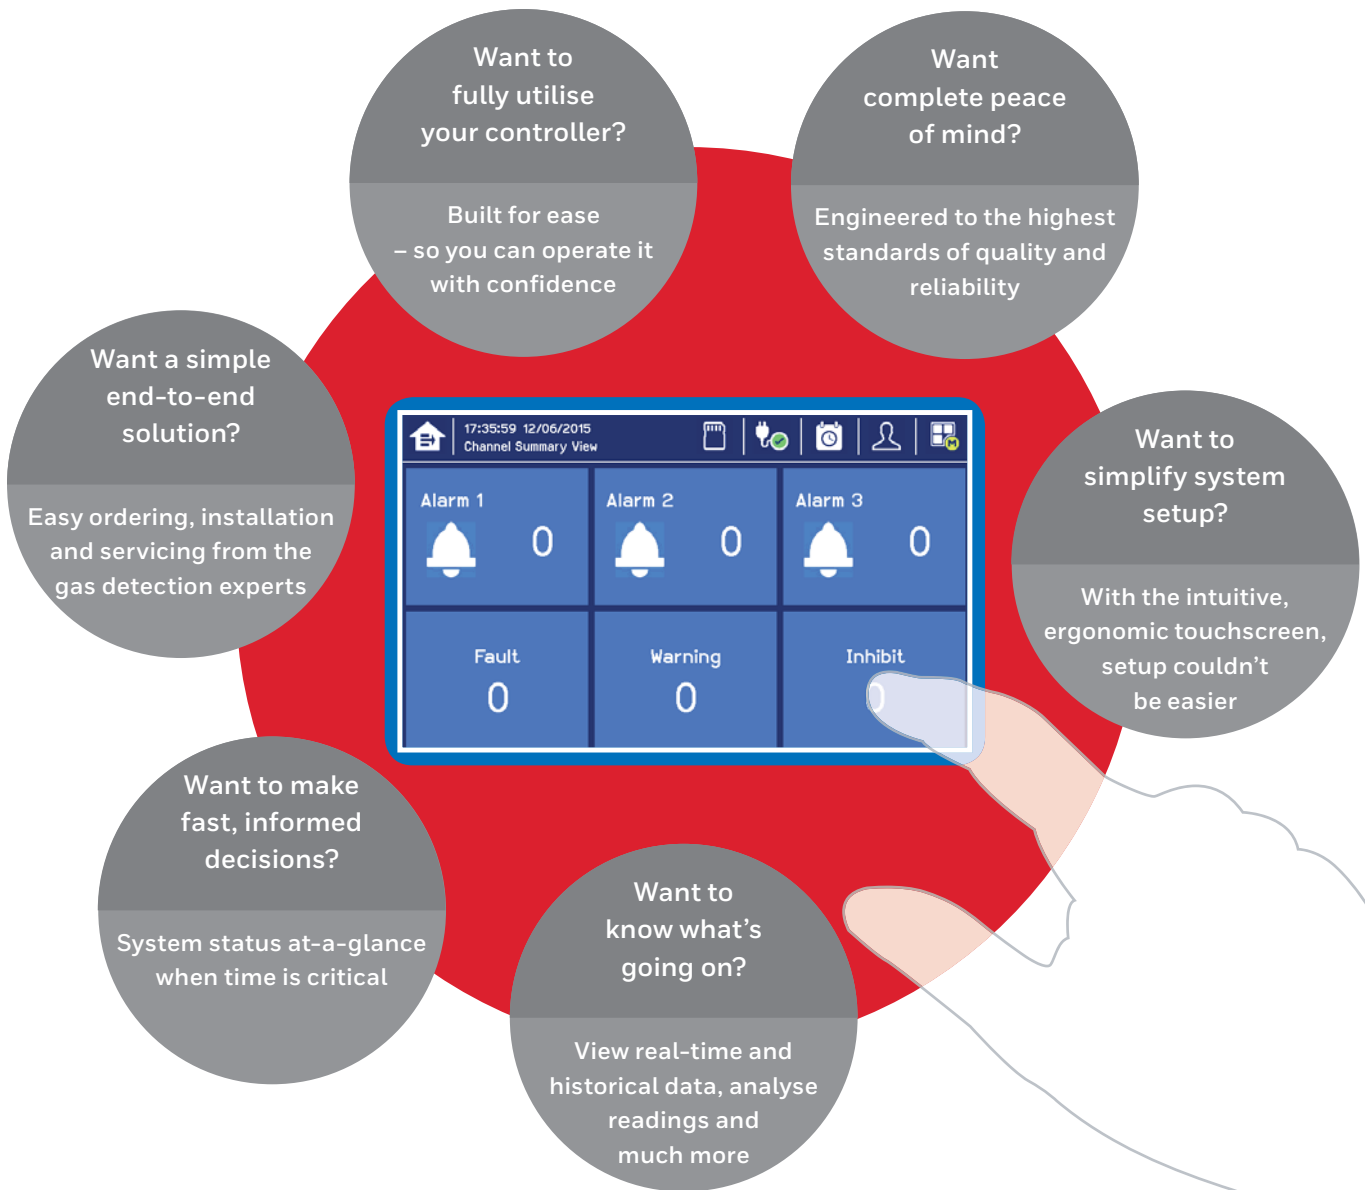 Want to
fully utilise
your controller?
Built for ease
– so you can operate it
with confidence
Want
complete peace
of mind?
Engineered to the highest
standards of quality and
reliability
Want a simple
end-to-end
solution?
Easy ordering, installation
and servicing from the
gas detection experts
17:35:59 12/06/2015
Channel Summary View
M
Alarm 1
0
Alarm 2
0
Alarm 3
0
Fault
0
Warning
0
Inhibit
0
Want to
simplify system
setup?
With the intuitive,
ergonomic touchscreen,
setup couldn't
be easier
Want to make
fast, informed
decisions?
System status at-a-glance
when time is critical
Want to
know what's
going on?
View real-time and
historical data, analyse
readings and
much more